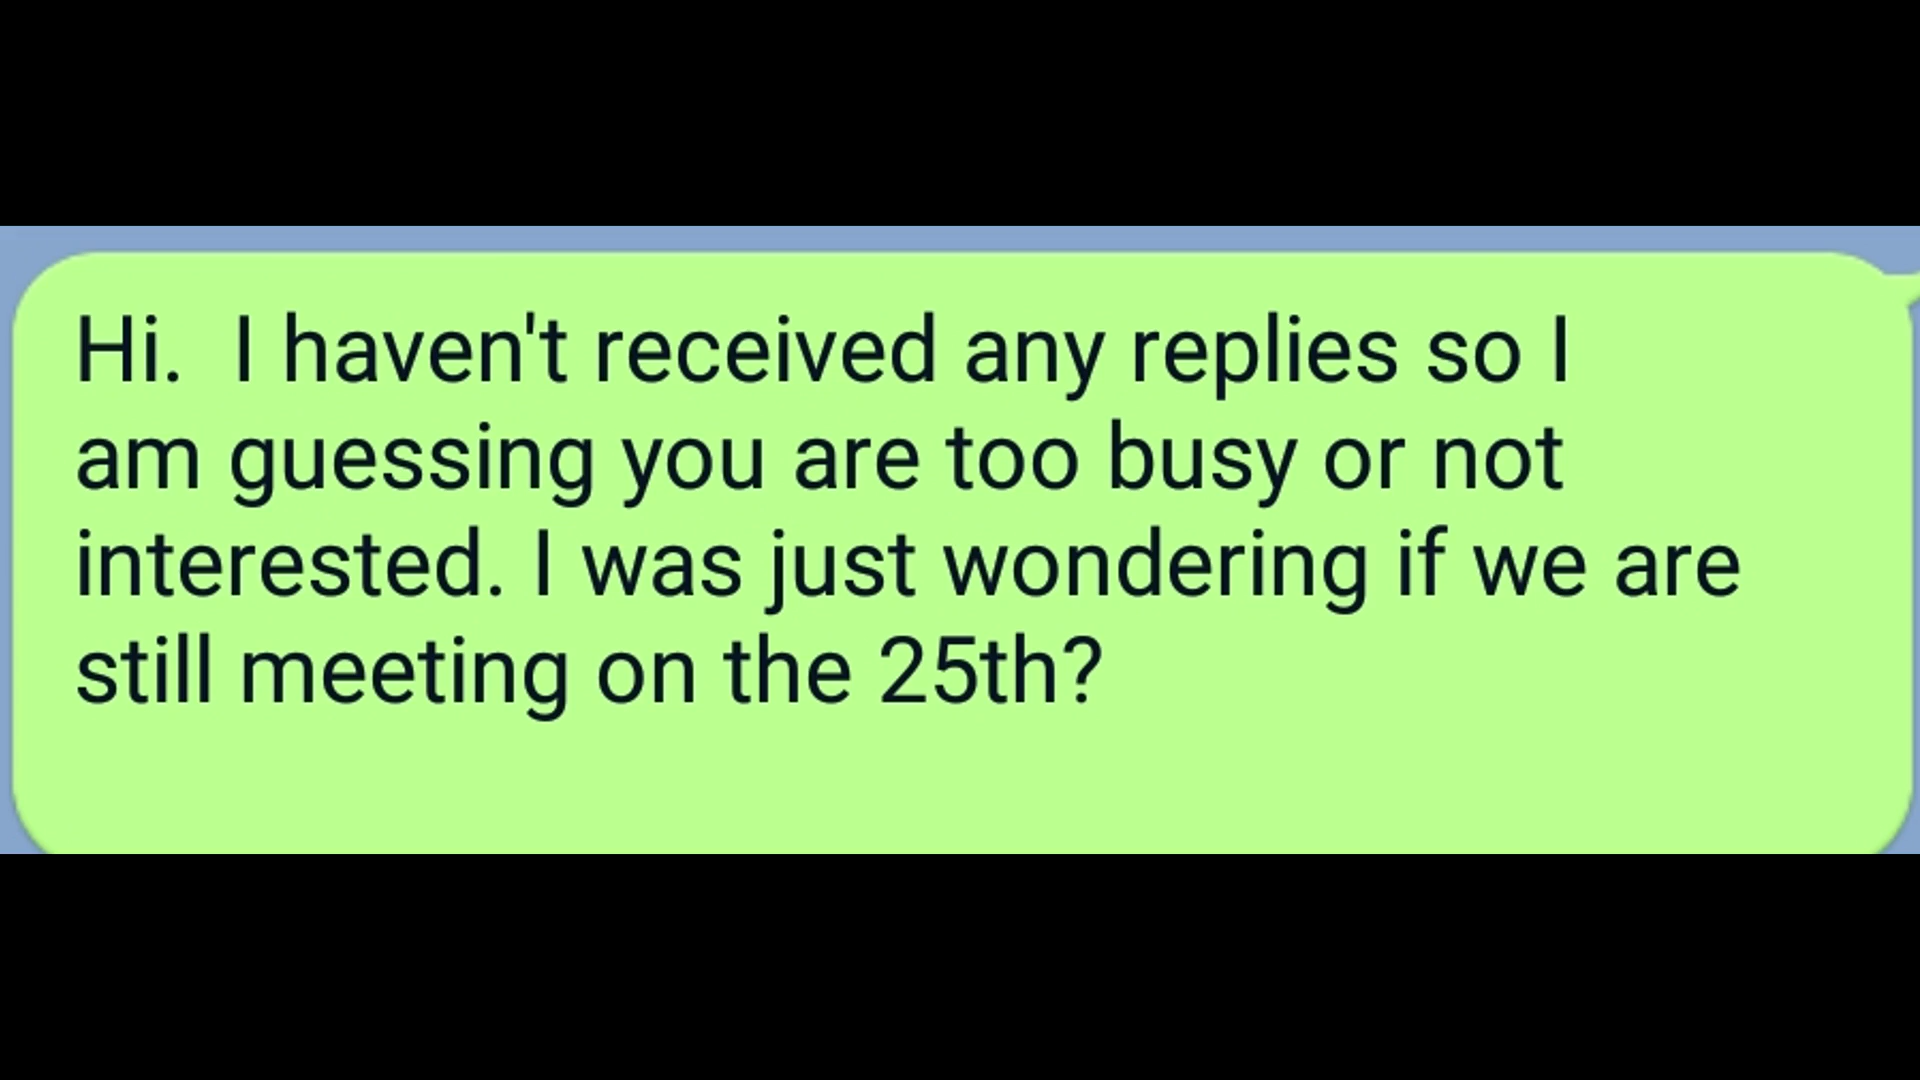 Hi.  I haven't received any replies so I
am guessing you are too busy or not
interested. I was just wondering if we are
still meeting on the 25th?